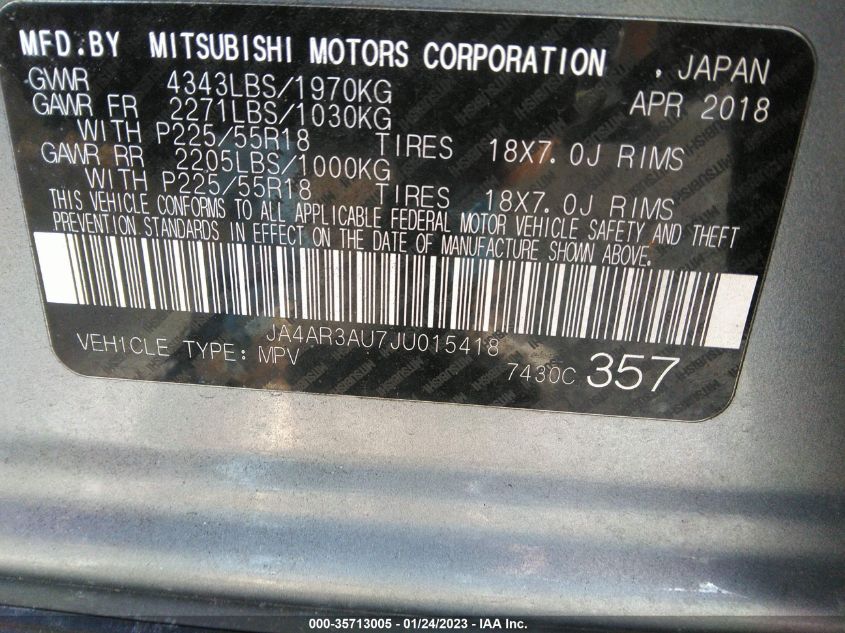 MFD.BY MITSUBISHI MOTORS CORPORATION , JAPAN
GVWR 4343LBS/1970KG APR 2018
GAWR FR 2271LBS/1030KG
WITH P225/55R18 TIRES 18X7.0J RIMS
GAWR RR 2205LBS/1000KG
WITH P225/55R18 TIRES 18X7.0J RIMS
THIS VEHICLE CONFORMS TO ALL APPLICABLE FEDERAL MOTOR VEHICLE SAFETY AND THEFT
PREVENTION STANDARDS IN EFFECT ON THE DATE OF MANUFACTURE SHOWN ABOVE.
JA4AR3AU7JU015418
VEHICLE TYPE: MPV
7430C 357
000-35713005 - 01/24/2023 - IAA Inc.